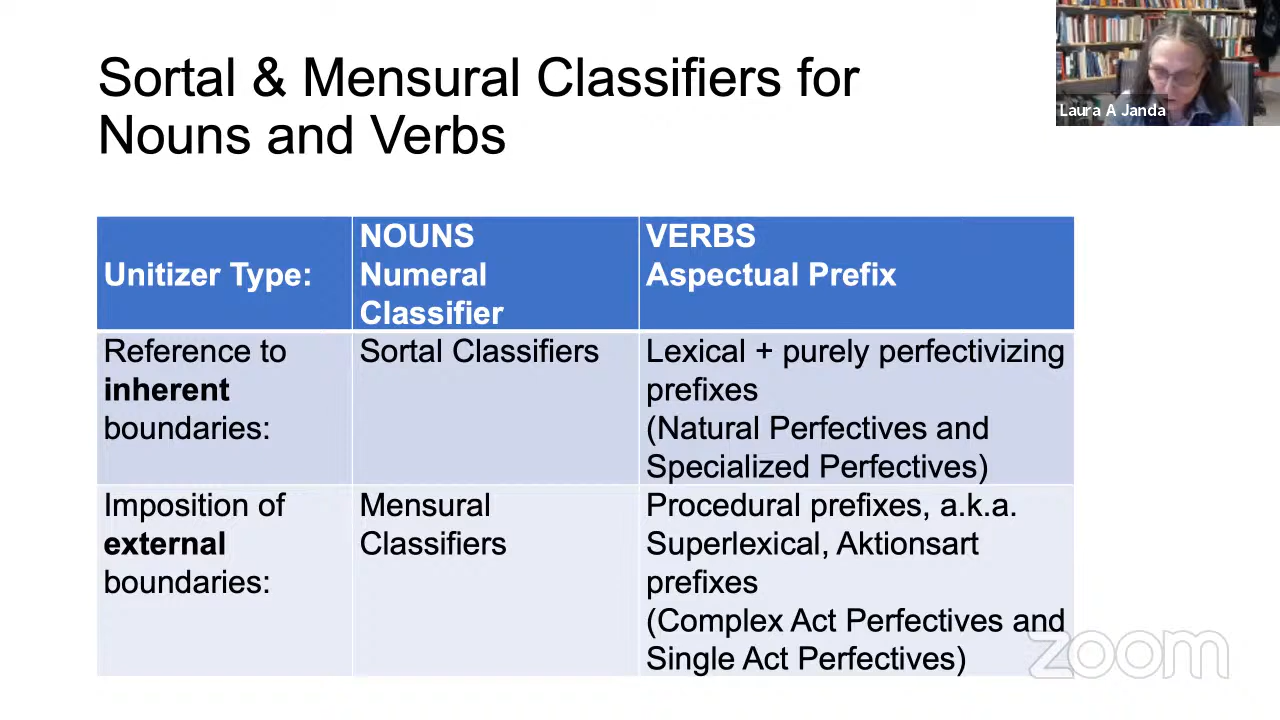 Sortal & Mensural Classifiers for
Nouns and Verbs
Laura A Janda
Unitizer Type:
NOUNS
Numeral
Classifier
VERBS
Aspectual Prefix
Reference to
inherent
boundaries:
Sortal Classifiers
Lexical + purely perfectivizing
prefixes
(Natural Perfectives and
Specialized Perfectives)
Imposition of
external
boundaries:
Mensural
Classifiers
Procedural prefixes, a.k.a.
Superlexical, Aktionsart
prefixes
(Complex Act Perfectives and
Single Act Perfectives)
zoom